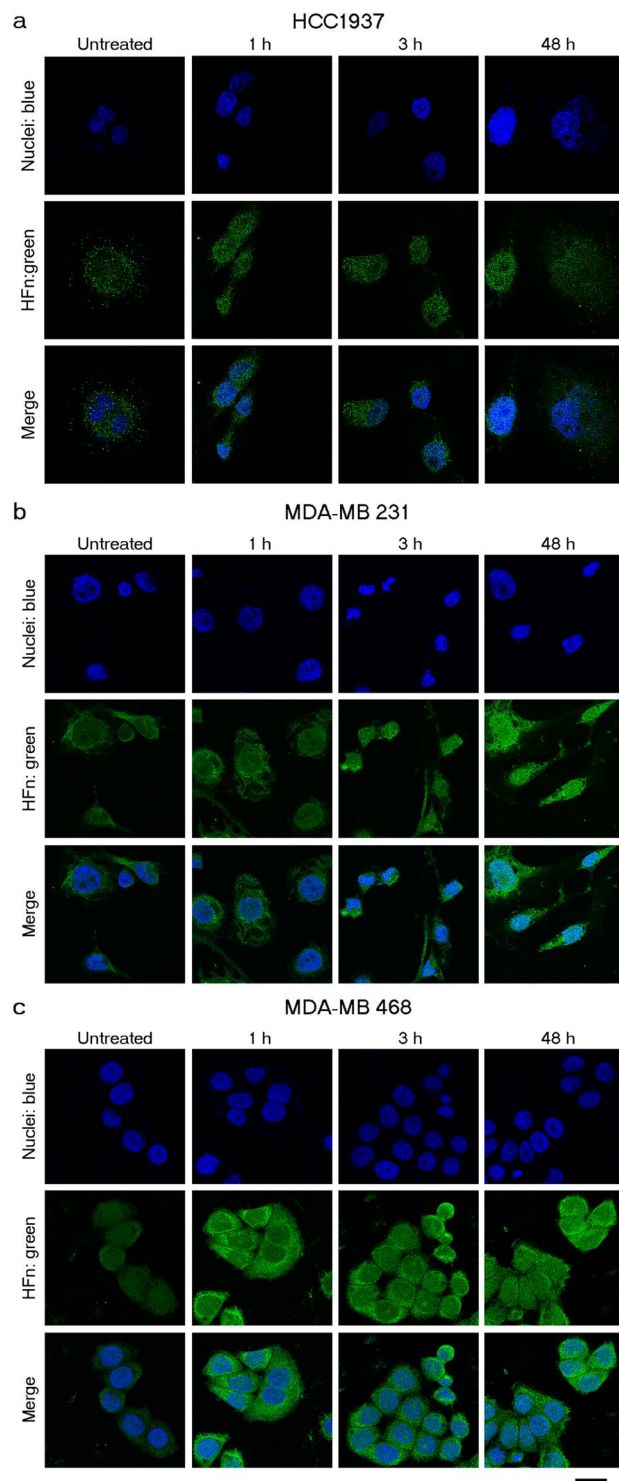 a
HCC1937
Untreated 1 h 3 h 48 h
Nuclei: blue
HFn:green
Merge
b
MDA-MB 231
Untreated 1 h 3 h 48 h
Nuclei: blue
HFn: green
Merge
c
MDA-MB 468
Untreated 1 h 3 h 48 h
Nuclei: blue
HFn: green
Merge